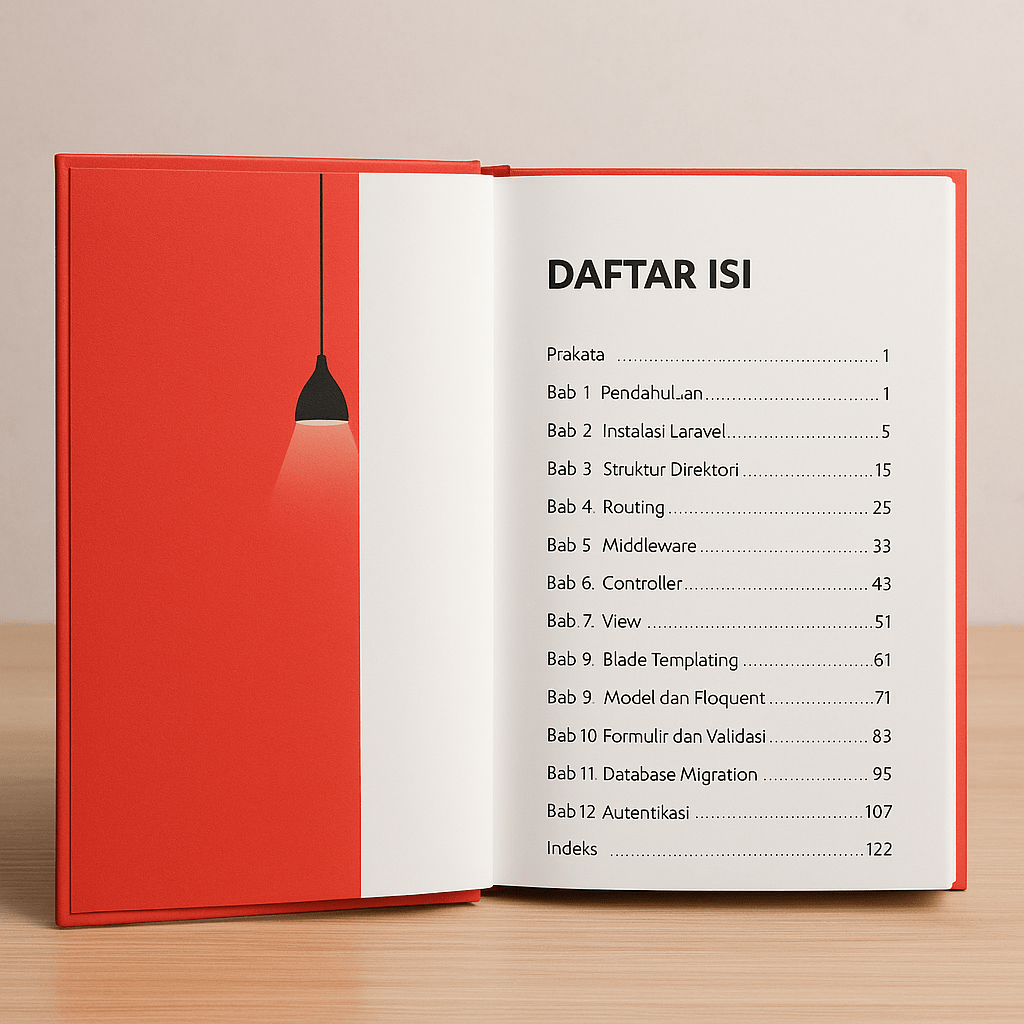 DAFTAR ISI
Prakata ........................................ 1
Bab 1 Pendahuluan ........................ 1
Bab 2 Instalasi Laravel ..................... 5
Bab 3 Struktur Direktori ................... 15
Bab 4. Routing ................................ 25
Bab 5 Middleware .......................... 33
Bab 6. Controller ............................. 43
Bab. 7. View .................................... 51
Bab 9. Blade Templating ................... 61
Bab 9. Model dan Floquent ............... 71
Bab 10 Formulir dan Validasi ............. 83
Bab 11. Database Migration .............. 95
Bab 12 Autentikasi .......................... 107
Indeks ......................................... 122